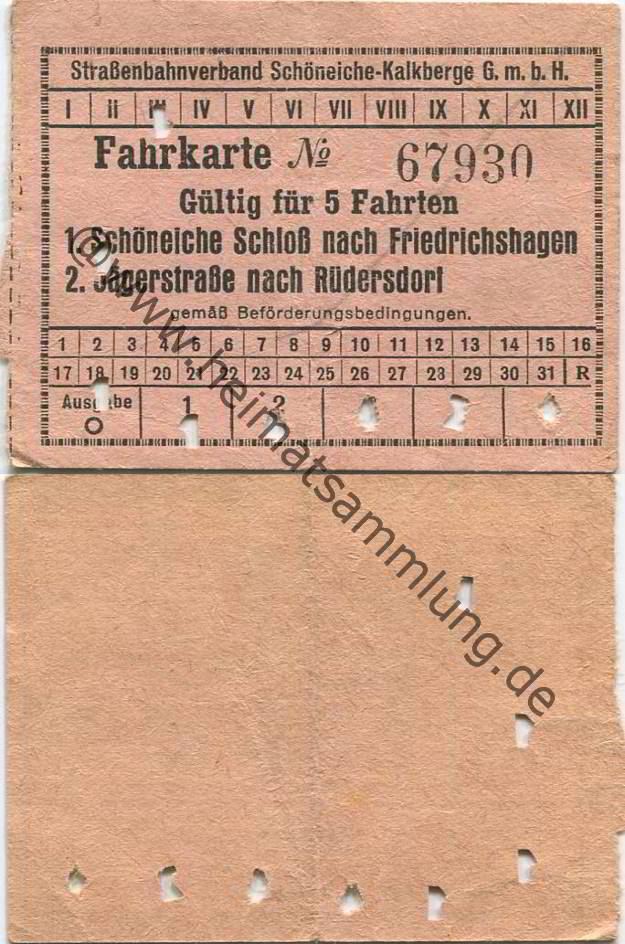 Straßenbahnverband Schöneiche-Kalkberge G. m. b. H.
I II III IV V VI VII VIII IX X XI XII
Fahrkarte No 67930
Gültig für 5 Fahrten
1. Schöneiche Schloß nach Friedrichshagen
2. Jägerstraße nach Rüdersdorf
gemäß Beförderungsbedingungen.
1 2 3 4 5 6 7 8 9 10 11 12 13 14 15 16
17 18 19 20 21 22 23 24 25 26 27 28 29 30 31 R
Ausgabe 1 2
O
@www.heimatsammlung.de